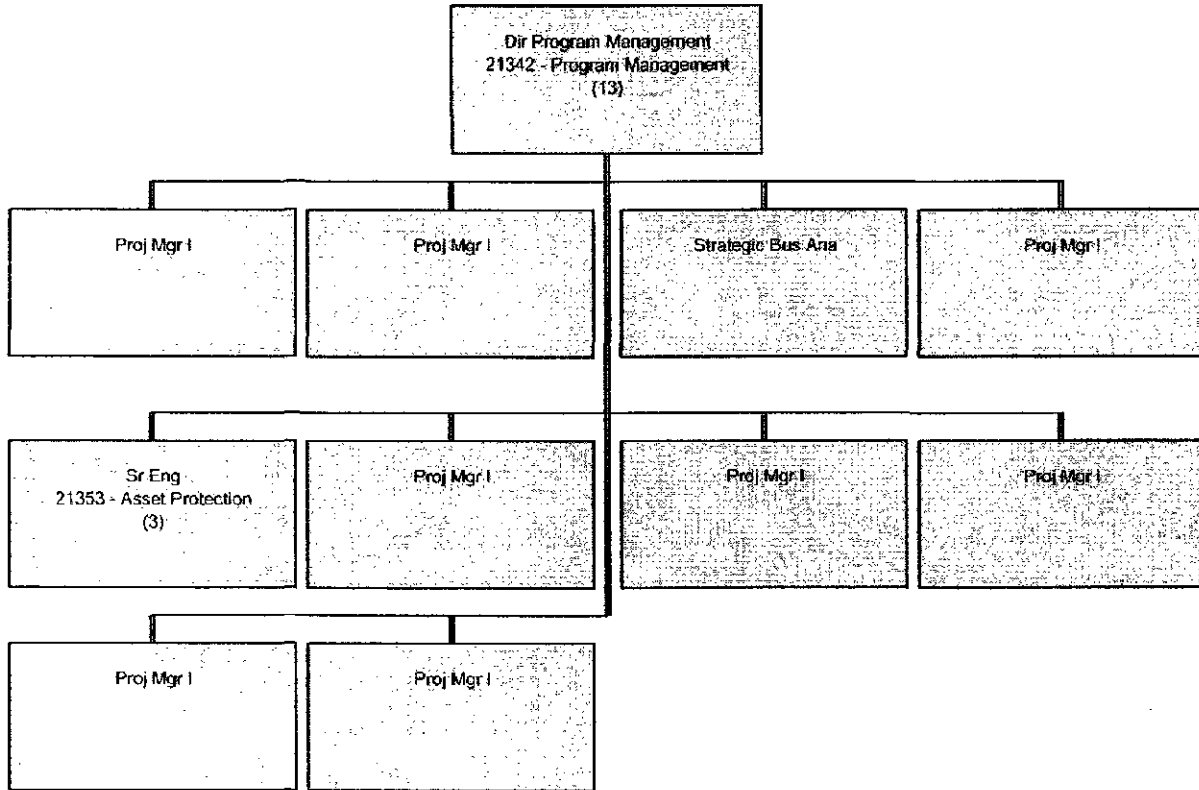 Dir Program Management
21342 - Program Management
(13)
Proj Mgr I
Proj Mgr I
Strategic Bus Ana
Proj Mgr I
Sr Eng
21353 - Asset Protection
(3)
Proj Mgr I
Proj Mgr I
Proj Mgr I
Proj Mgr I
Proj Mgr I